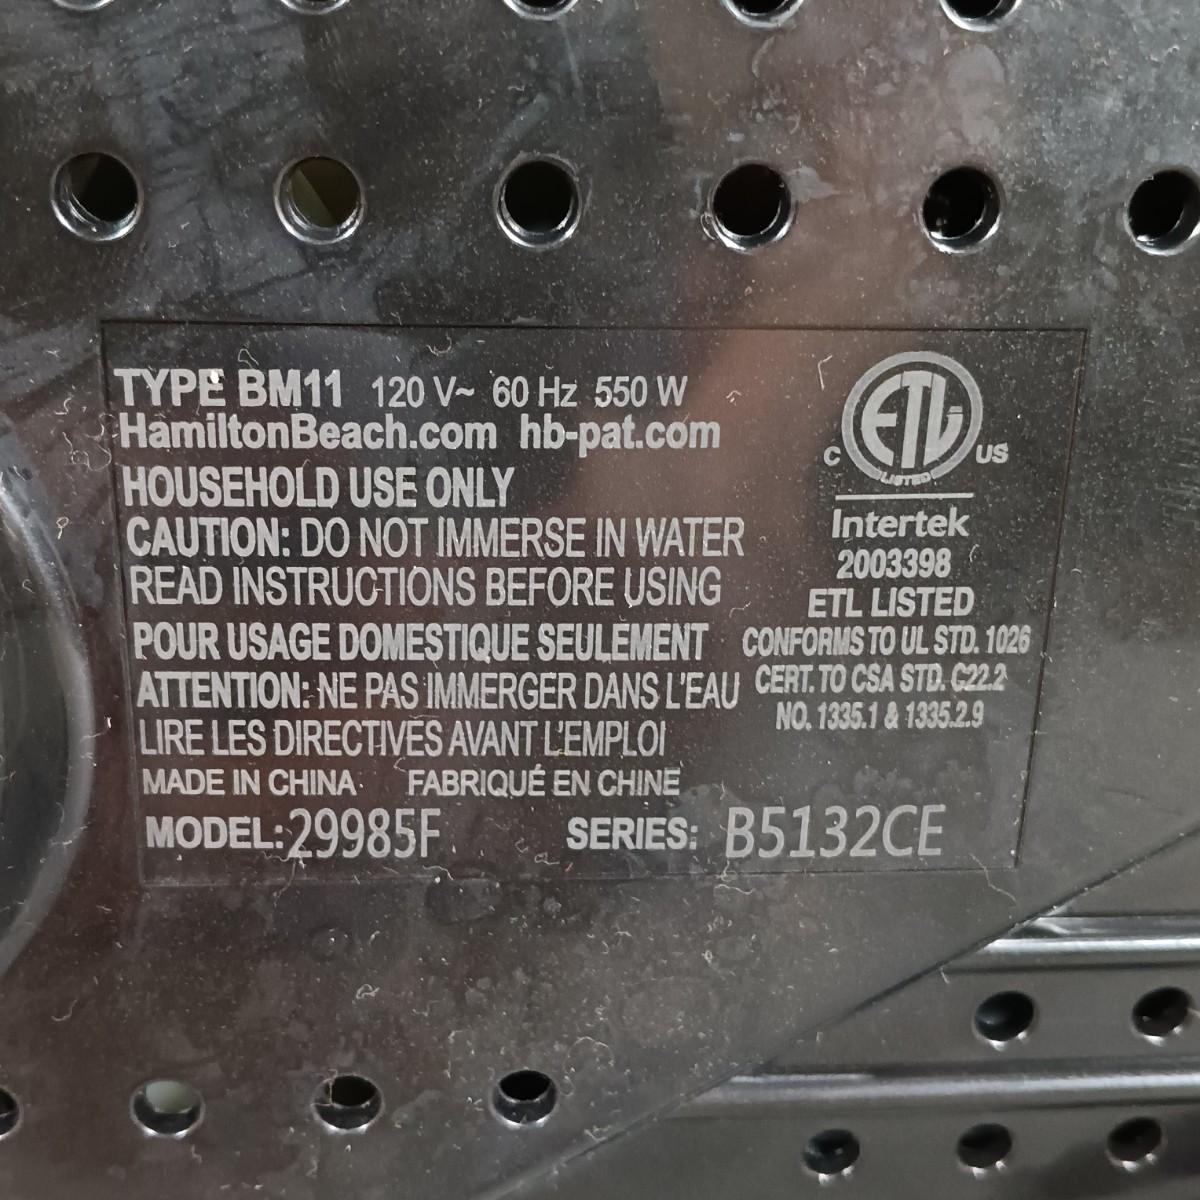 TYPE BM11 120 V~ 60 Hz 550 W
HamiltonBeach.com hb-pat.com
HOUSEHOLD USE ONLY
CAUTION: DO NOT IMMERSE IN WATER
READ INSTRUCTIONS BEFORE USING
POUR USAGE DOMESTIQUE SEULEMENT
ATTENTION: NE PAS IMMERGER DANS L'EAU
LIRE LES DIRECTIVES AVANT L'EMPLOI
MADE IN CHINA FABRIQUÉ EN CHINE
MODEL: 29985F SERIES: B5132CE
ETL
LISTED
C US
Intertek
2003398
ETL LISTED
CONFORMS TO UL STD. 1026
CERT. TO CSA STD. C22.2
NO. 1335.1 & 1335.2.9